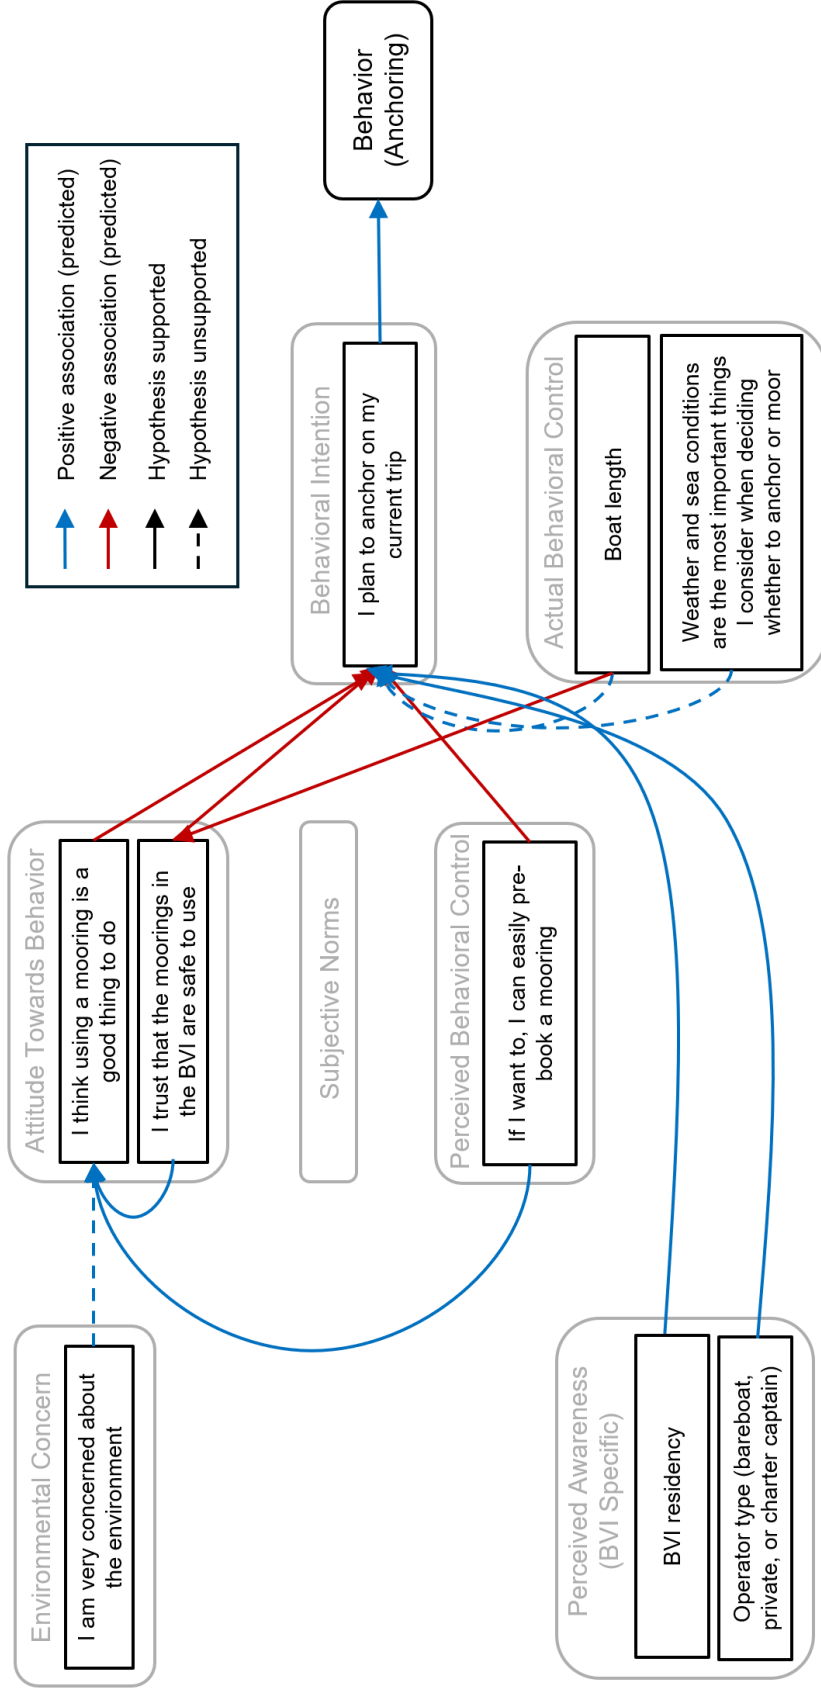 Environmental Concern
I am very concerned about
the environment
Perceived Awareness
(BVI Specific)
BVI residency
Operator type (bareboat,
private, or charter captain)
Attitude Towards Behavior
I think using a mooring is a
good thing to do
I trust that the moorings in
the BVI are safe to use
Subjective Norms
Perceived Behavioral Control
If I want to, I can easily pre-
book a mooring
Behavioral Intention
I plan to anchor on my
current trip
Actual Behavioral Control
Boat length
Weather and sea conditions
are the most important things
I consider when deciding
whether to anchor or moor
Positive association (predicted)
Negative association (predicted)
Hypothesis supported
Hypothesis unsupported
Behavior
(Anchoring)